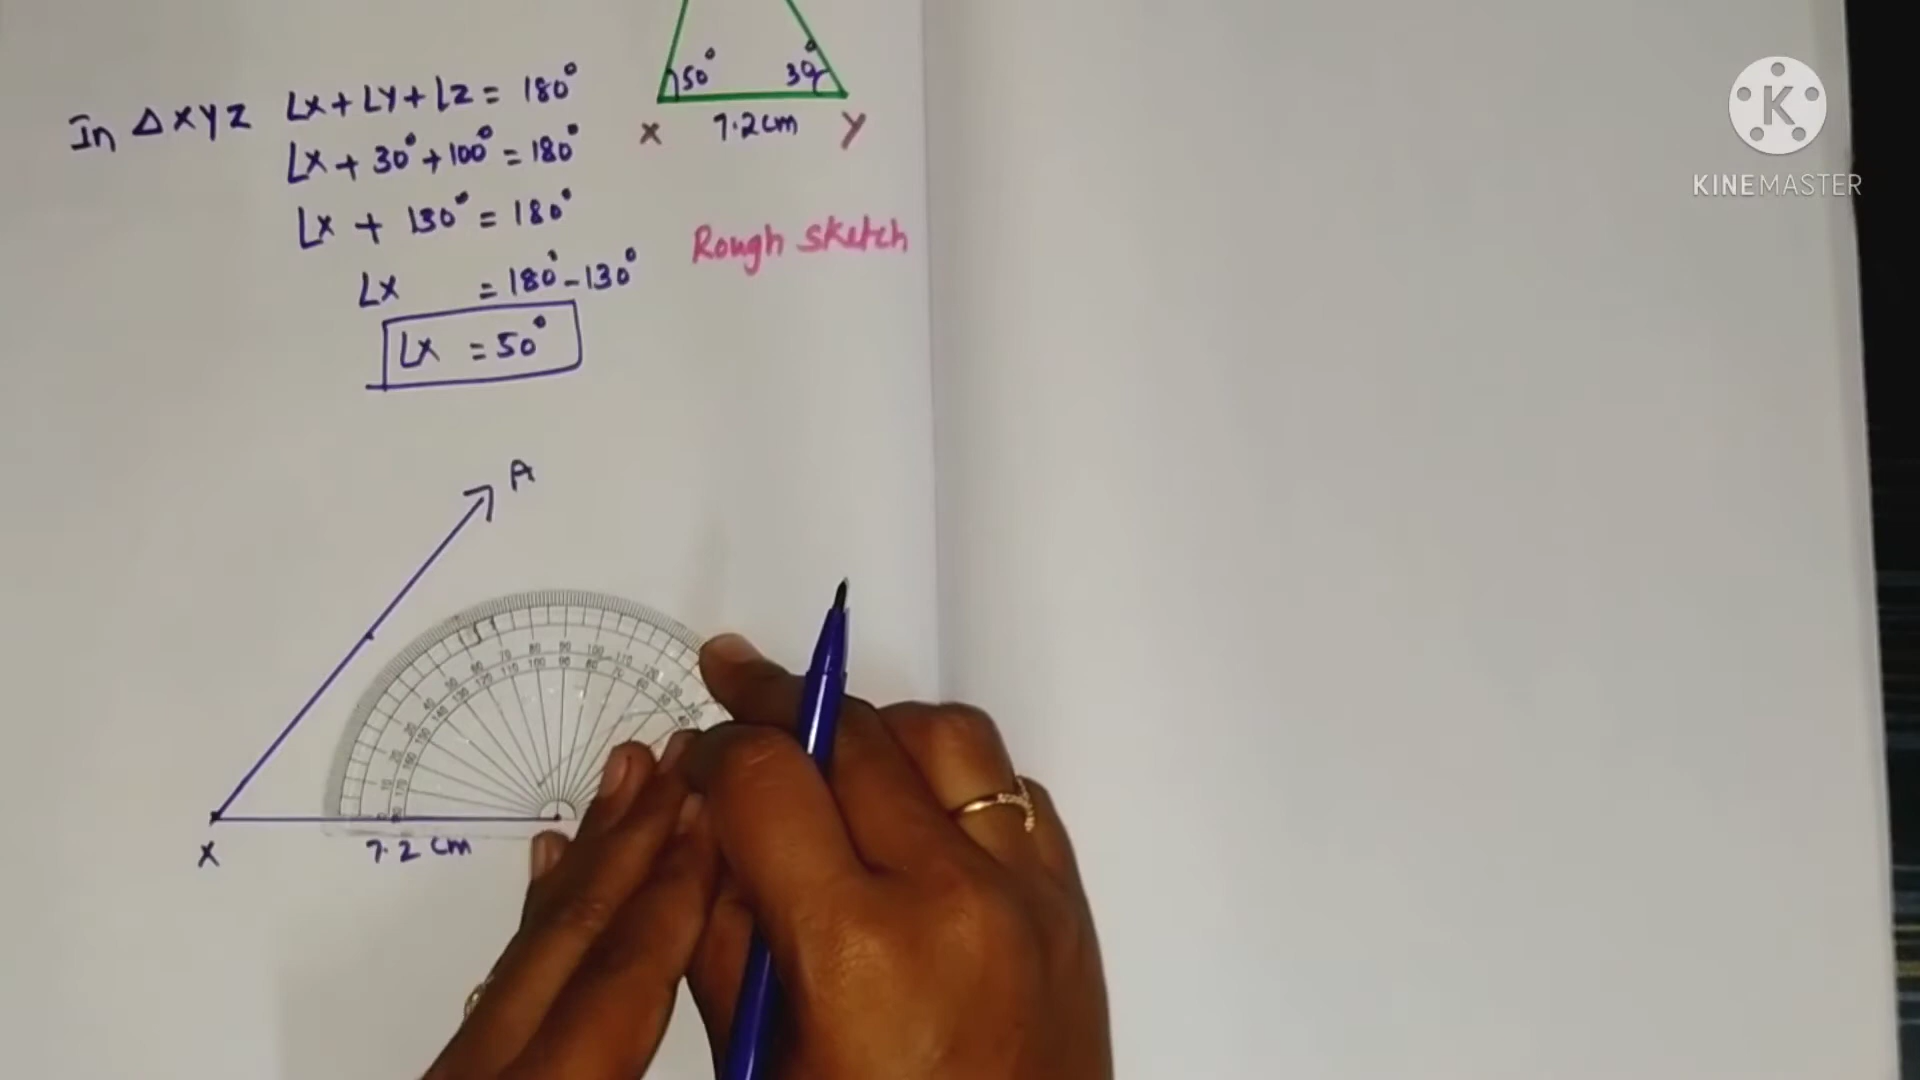 50° 30°
X 7.2cm Y
In △XYZ ∠X+∠Y+∠Z = 180°
∠X + 30° + 100° = 180°
∠X + 130° = 180°
∠X = 180° - 130°
∠X = 50°
Rough sketch
A
X 7.2 cm
K
KINEMASTER